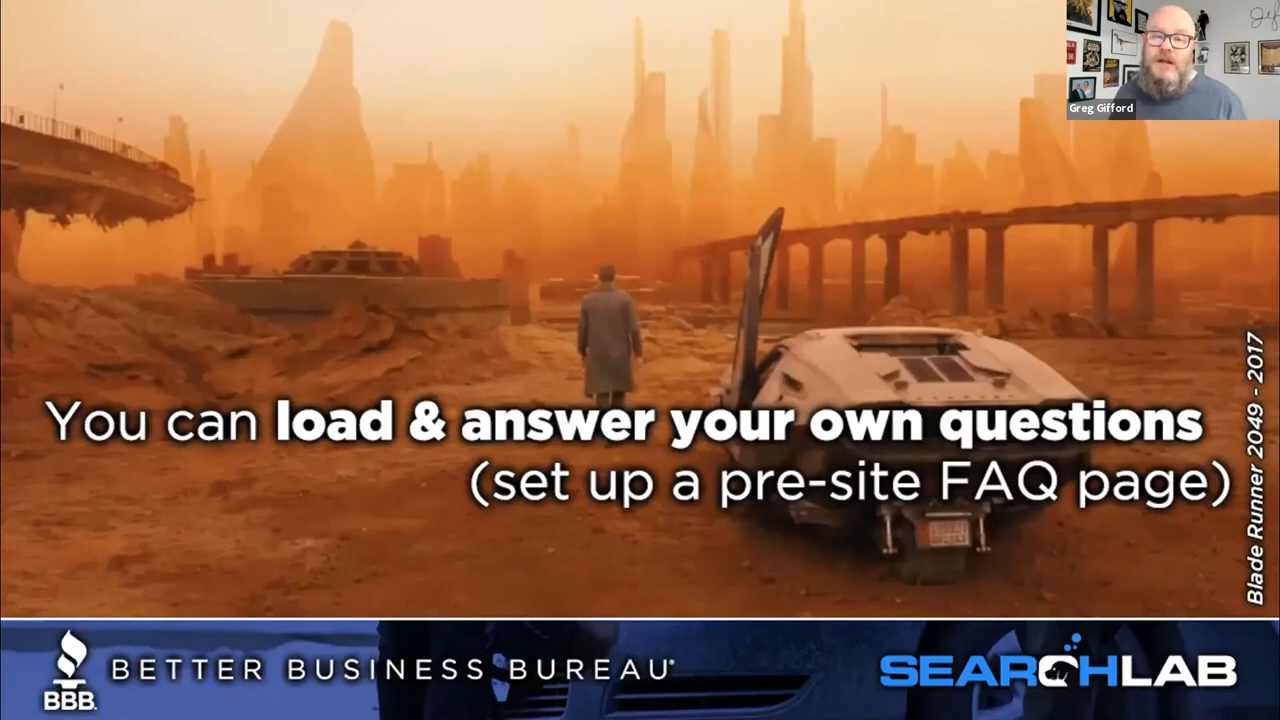 Greg Gifford
You can load & answer your own questions
(set up a pre-site FAQ page)
Blade Runner 2049 - 2017
BBB.
BETTER BUSINESS BUREAU®
SEARCHLAB